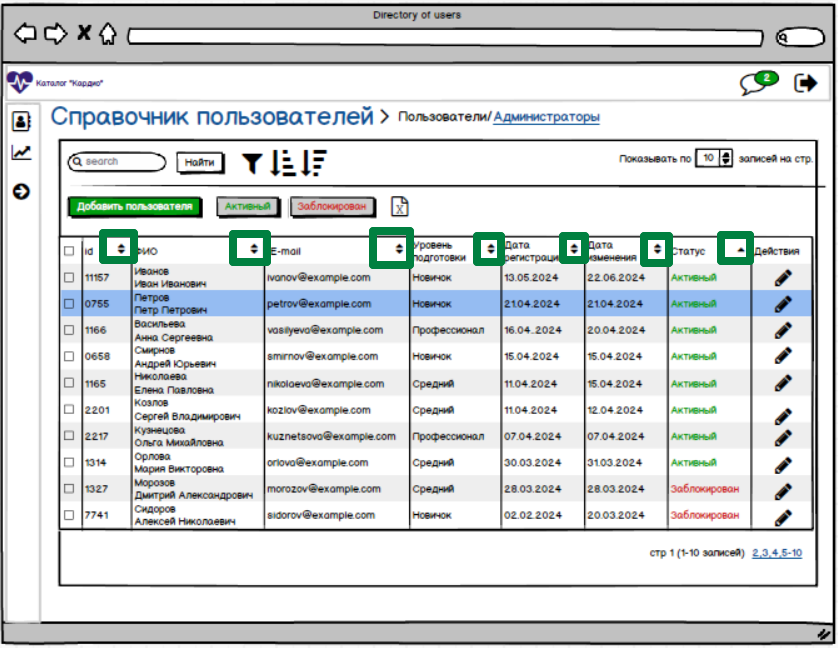 Directory of users
Каталог "Кардио"
2
Справочник пользователей > Пользователи/Администраторы
search Найти Показывать по 10 записей на стр.
Добавить пользователя Активный Заблокирован X
id ФИО E-mail Уровень подготовки Дата регистрации Дата изменения Статус Действия
11157 Иванов Иван Иванович ivanov@example.com Новичок 13.05.2024 22.06.2024 Активный
0755 Петров Петр Петрович petrov@example.com Новичок 21.04.2024 21.04.2024 Активный
1166 Васильева Анна Сергеевна vasilyeva@example.com Профессионал 16.04..2024 20.04.2024 Активный
0658 Смирнов Андрей Юрьевич smirnov@example.com Новичок 15.04.2024 15.04.2024 Активный
1165 Николаева Елена Павловна nikolaeva@example.com Средний 11.04.2024 15.04.2024 Активный
2201 Козлов Сергей Владимирович kozlov@example.com Средний 11.04.2024 12.04.2024 Активный
2217 Кузнецова Ольга Михайловна kuznetsova@example.com Профессионал 07.04.2024 07.04.2024 Активный
1314 Орлова Мария Викторовна orlova@example.com Средний 30.03.2024 31.03.2024 Активный
1327 Морозов Дмитрий Александрович morozov@example.com Средний 28.03.2024 28.03.2024 Заблокирован
7741 Сидоров Алексей Николаевич sidorov@example.com Новичок 02.02.2024 20.03.2024 Заблокирован
стр 1 (1-10 записей) 2,3,4,5-10